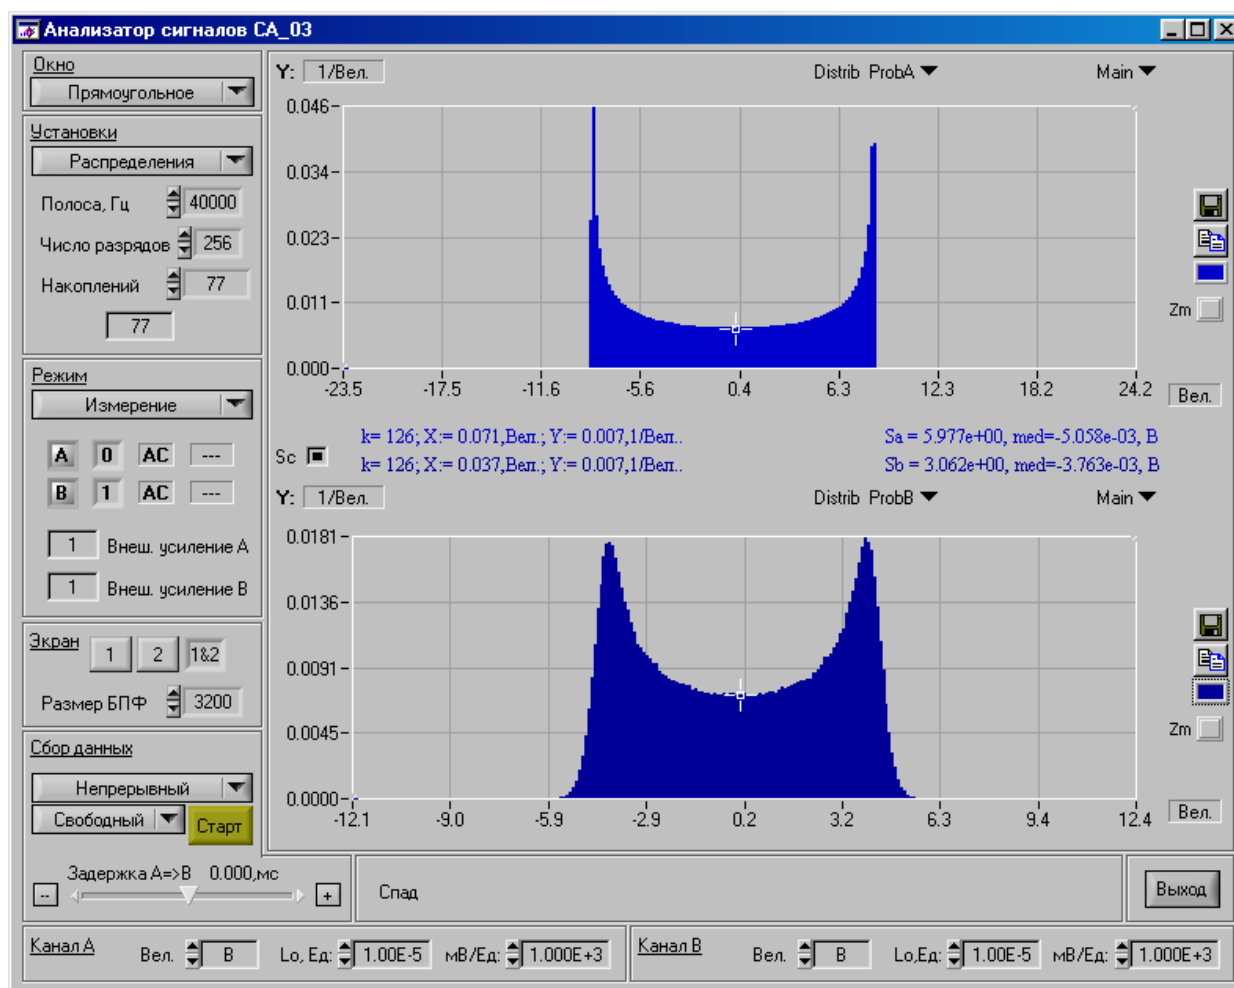 Анализатор сигналов СА_03
Окно
Прямоугольное
Установки
Распределения
Полоса, Гц 40000
Число разрядов 256
Накоплений 77
77
Режим
Измерение
A 0 AC ---
B 1 AC ---
1 Внеш. усиление А
1 Внеш. усиление В
Экран 1 2 1&2
Размер БПФ 3200
Сбор данных
Непрерывный
Свободный Старт
Y: 1/Вел. Distrib ProbA Main
0.046
0.034
0.023
0.011
0.000
-23.5 -17.5 -11.6 -5.6 0.4 6.3 12.3 18.2 24.2 Вел.
Zm
Sc
k= 126; X:= 0.071,Вел.; Y:= 0.007,1/Вел.. Sa = 5.977e+00, med=-5.058e-03, В
k= 126; X:= 0.037,Вел.; Y:= 0.007,1/Вел.. Sb = 3.062e+00, med=-3.763e-03, В
Y: 1/Вел. Distrib ProbB Main
0.0181
0.0136
0.0091
0.0045
0.0000
-12.1 -9.0 -5.9 -2.9 0.2 3.2 6.3 9.4 12.4 Вел.
Zm
Задержка А=>В 0.000,мс
-- +
Спад
Выход
Канал А Вел. В Lo, Ед: 1.00E-5 мВ/Ед: 1.000E+3
Канал В Вел. В Lo,Ед: 1.00E-5 мВ/Ед: 1.000E+3